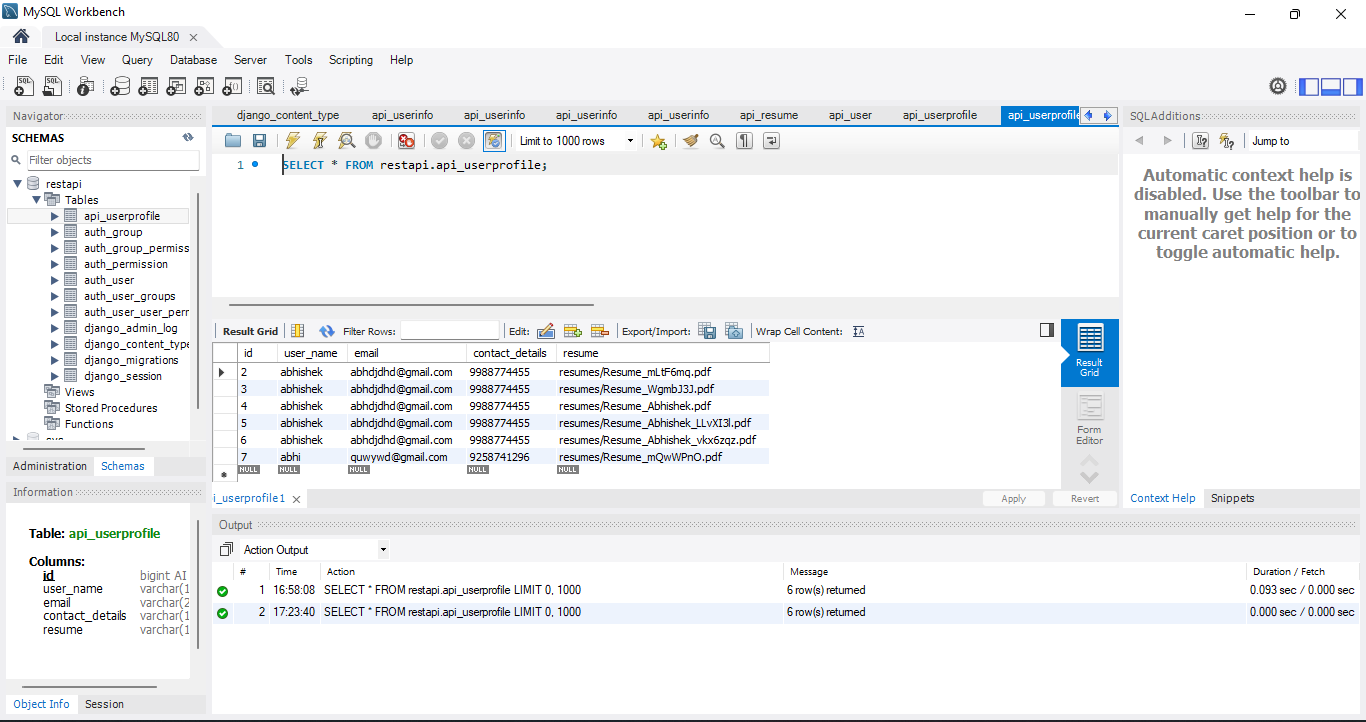 MySQL Workbench
Local instance MySQL80
File Edit View Query Database Server Tools Scripting Help
Navigator
SCHEMAS
Filter objects
restapi
Tables
api_userprofile
auth_group
auth_group_permiss
auth_permission
auth_user
auth_user_groups
auth_user_user_perr
django_admin_log
django_content_type
django_migrations
django_session
Views
Stored Procedures
Functions
Administration Schemas
Information
Table: api_userprofile
Columns:
id bigint AI
user_name varchar(1
email varchar(2
contact_details varchar(1
resume varchar(1
Object Info Session
django_content_type api_userinfo api_userinfo api_userinfo api_userinfo api_resume api_user api_userprofile api_userprofile
Limit to 1000 rows
1 SELECT * FROM restapi.api_userprofile;
Result Grid Filter Rows: Edit: Export/Import: Wrap Cell Content:
id user_name email contact_details resume
2 abhishek abhdjdhd@gmail.com 9988774455 resumes/Resume_mLtF6mq.pdf
3 abhishek abhdjdhd@gmail.com 9988774455 resumes/Resume_WgmbJ3J.pdf
4 abhishek abhdjdhd@gmail.com 9988774455 resumes/Resume_Abhishek.pdf
5 abhishek abhdjdhd@gmail.com 9988774455 resumes/Resume_Abhishek_LLvXI3l.pdf
6 abhishek abhdjdhd@gmail.com 9988774455 resumes/Resume_Abhishek_vkx6zqz.pdf
7 abhi quwywd@gmail.com 9258741296 resumes/Resume_mQwWPnO.pdf
NULL NULL NULL NULL NULL
Result
Grid
Form
Editor
i_userprofile1
Apply Revert
Output
Action Output
# Time Action Message Duration / Fetch
1 16:58:08 SELECT * FROM restapi.api_userprofile LIMIT 0, 1000 6 row(s) returned 0.093 sec / 0.000 sec
2 17:23:40 SELECT * FROM restapi.api_userprofile LIMIT 0, 1000 6 row(s) returned 0.000 sec / 0.000 sec
SQLAdditions
Jump to
Automatic context help is
disabled. Use the toolbar to
manually get help for the
current caret position or to
toggle automatic help.
Context Help Snippets